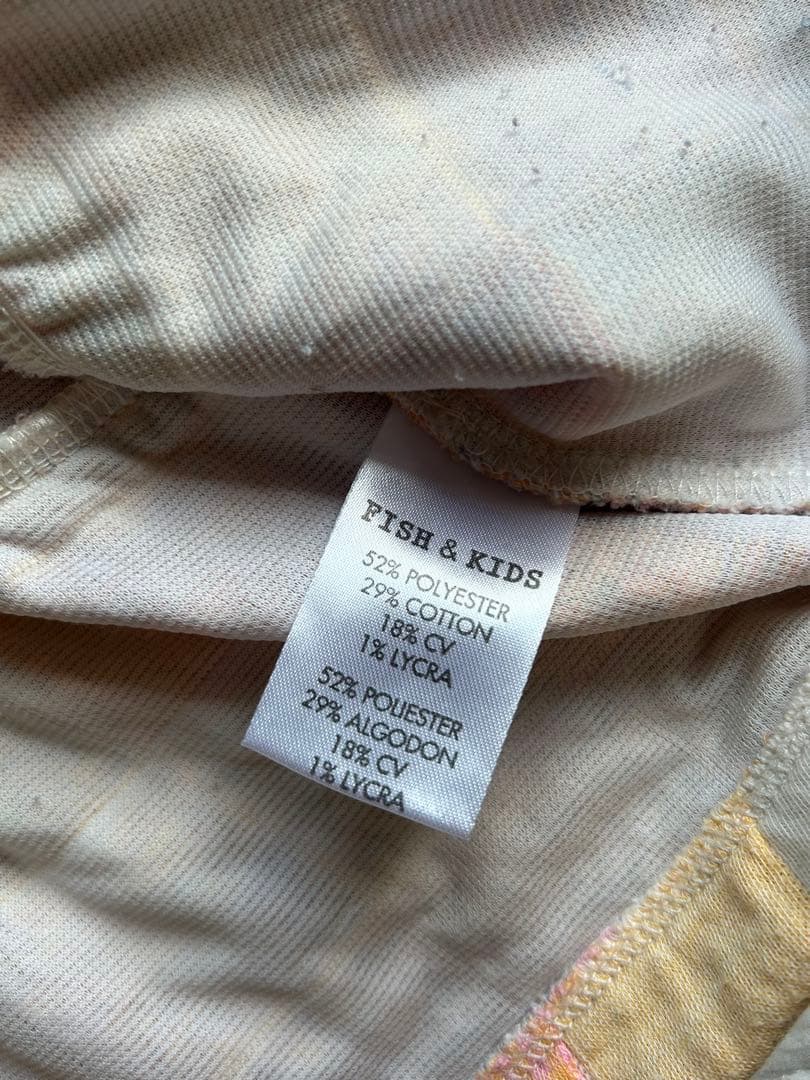 FISH & KIDS
52% POLYESTER
29% COTTON
18% CV
1% LYCRA
52% POLIESTER
29% ALGODON
18% CV
1% LYCRA